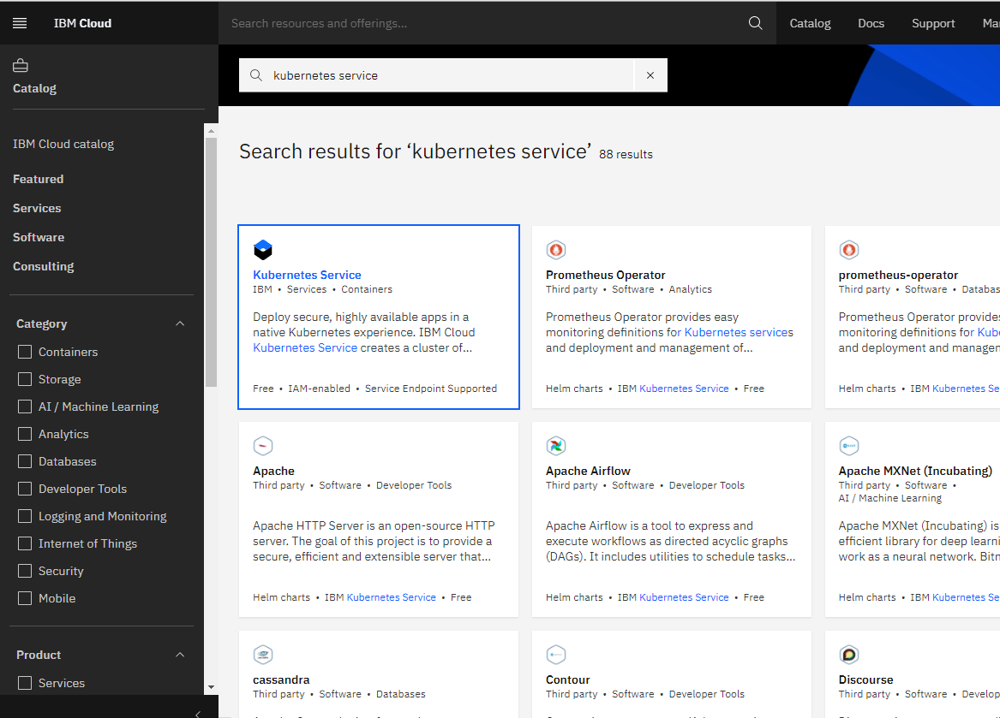 IBM Cloud
Search resources and offerings...
Catalog
Docs
Support
Catalog
kubernetes service
IBM Cloud catalog
Featured
Services
Software
Consulting
Category
Containers
Storage
AI / Machine Learning
Analytics
Databases
Developer Tools
Logging and Monitoring
Internet of Things
Security
Mobile
Product
Services
Search results for ‘kubernetes service’ 88 results
Kubernetes Service
IBM • Services • Containers
Deploy secure, highly available apps in a
native Kubernetes experience. IBM Cloud
Kubernetes Service creates a cluster of...
Free • IAM-enabled • Service Endpoint Supported
Prometheus Operator
Third party • Software • Analytics
Prometheus Operator provides easy
monitoring definitions for Kubernetes services
and deployment and management of...
Helm charts • IBM Kubernetes Service • Free
prometheus-operator
Third party • Software •
Prometheus Operator
monitoring definitions for
and deployment and
Helm charts • IBM
Apache
Third party • Software • Developer Tools
Apache HTTP Server is an open-source HTTP
server. The goal of this project is to provide a
secure, efficient and extensible server that...
Helm charts • IBM Kubernetes Service • Free
Apache Airflow
Third party • Software • Developer Tools
Apache Airflow is a tool to express and
execute workflows as directed acyclic graphs
(DAGs). It includes utilities to schedule tasks...
Helm charts • IBM Kubernetes Service • Free
Apache MXNet (Incubating)
Third party • Software •
AI / Machine Learning
Apache MXNet (Incubating) is
efficient library for deep
work as a neural network.
Helm charts • IBM Kubernetes
cassandra
Third party • Software • Databases
Contour
Third party • Software • Developer Tools
Discourse
Third party • Software •